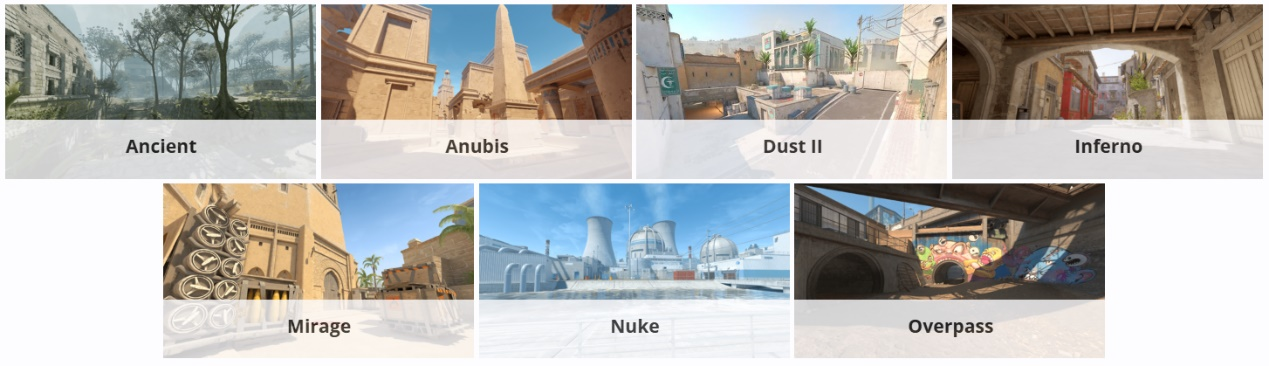 Ancient
Anubis
Dust II
Inferno
Mirage
Nuke
Overpass